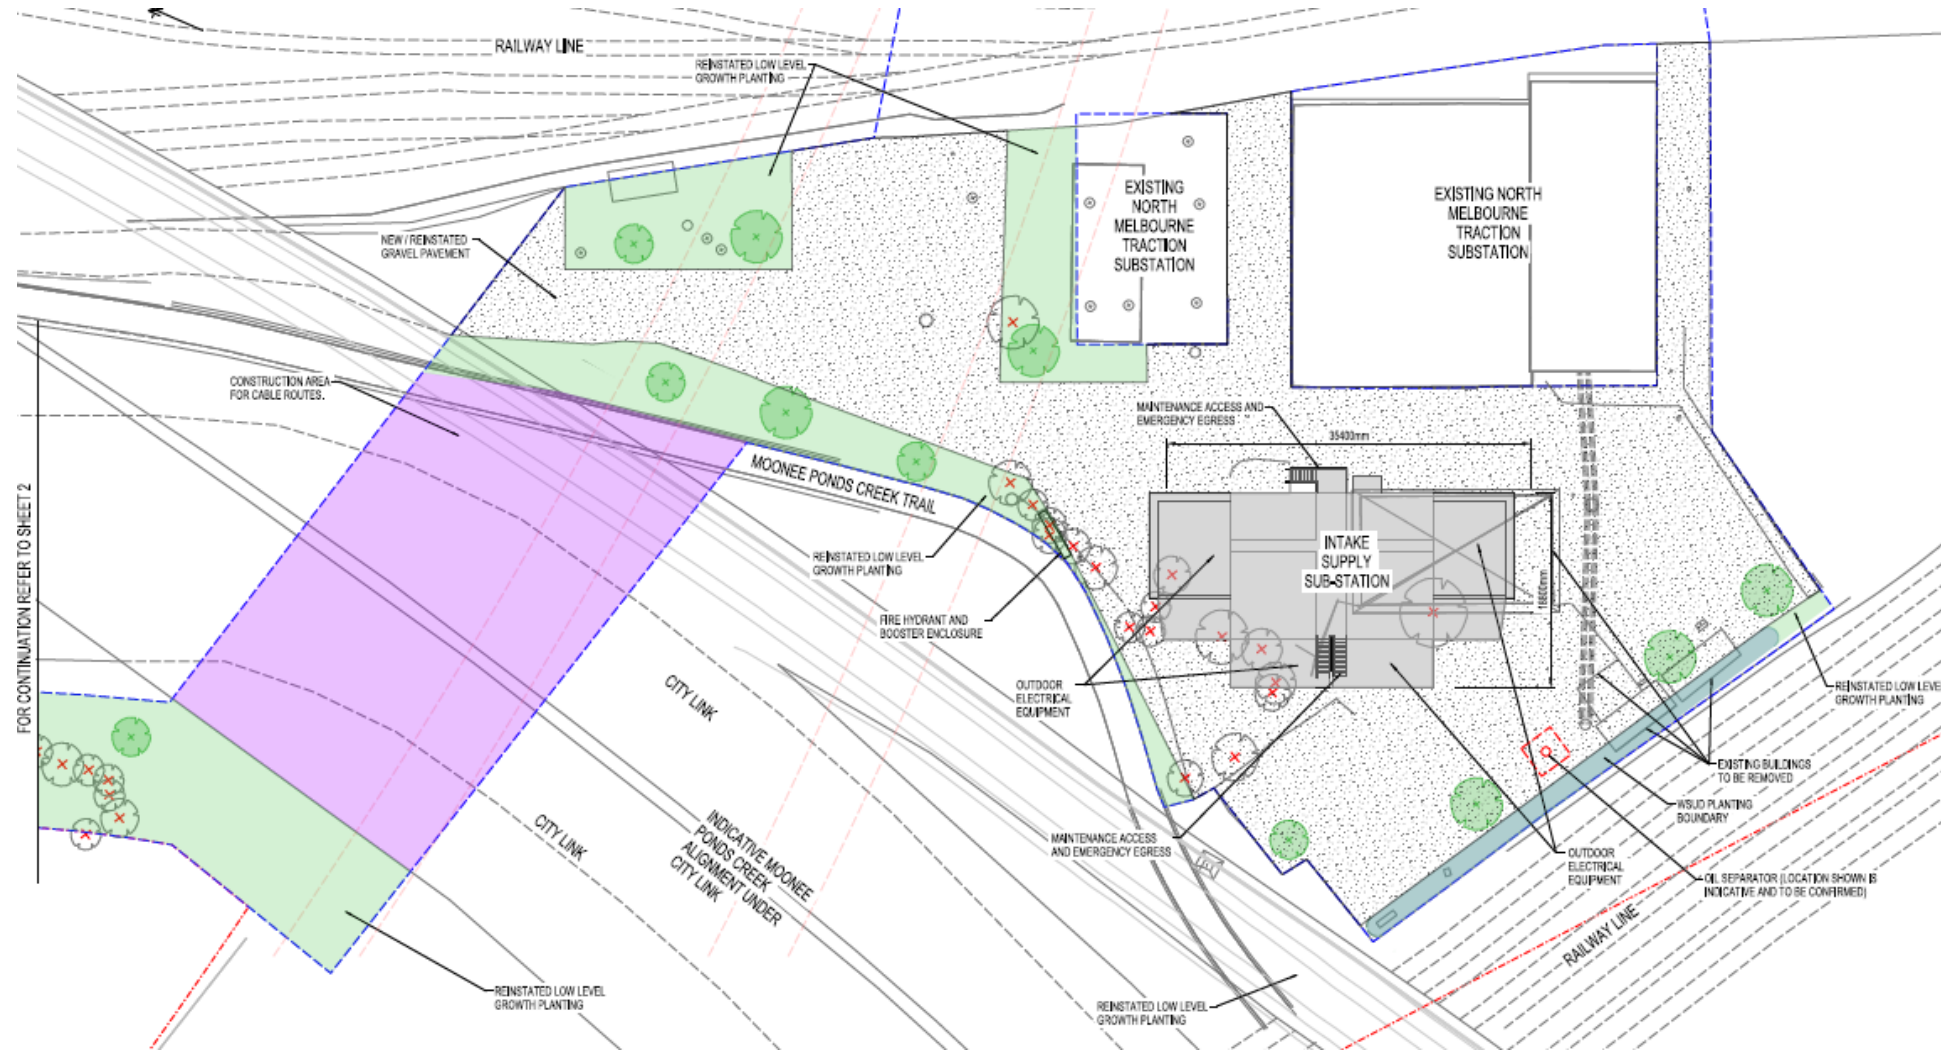 RAILWAY LINE
REINSTATED LOW LEVEL
GROWTH PLANTING
EXISTING
NORTH
MELBOURNE
TRACTION
SUBSTATION
EXISTING NORTH
MELBOURNE
TRACTION
SUBSTATION
NEW / REINSTATED
GRAVEL PAVEMENT
CONSTRUCTION AREA
FOR CABLE ROUTES.
MAINTENANCE ACCESS AND
EMERGENCY EGRESS
35400mm
MOONEE PONDS CREEK TRAIL
FOR CONTINUATION REFER TO SHEET 2
INTAKE
SUPPLY
SUB-STATION
18800mm
REINSTATED LOW LEVEL
GROWTH PLANTING
FIRE HYDRANT AND
BOOSTER ENCLOSURE
OUTDOOR
ELECTRICAL
EQUIPMENT
CITY LINK
REINSTATED LOW LEVEL
GROWTH PLANTING
EXISTING BUILDINGS
TO BE REMOVED
WSUD PLANTING
BOUNDARY
CITY LINK
INDICATIVE MOONEE
PONDS CREEK
ALIGNMENT UNDER
CITY LINK
MAINTENANCE ACCESS
AND EMERGENCY EGRESS
OUTDOOR
ELECTRICAL
EQUIPMENT
OIL SEPARATOR (LOCATION SHOWN IS
INDICATIVE AND TO BE CONFIRMED)
RAILWAY LINE
REINSTATED LOW LEVEL
GROWTH PLANTING
REINSTATED LOW LEVEL
GROWTH PLANTING